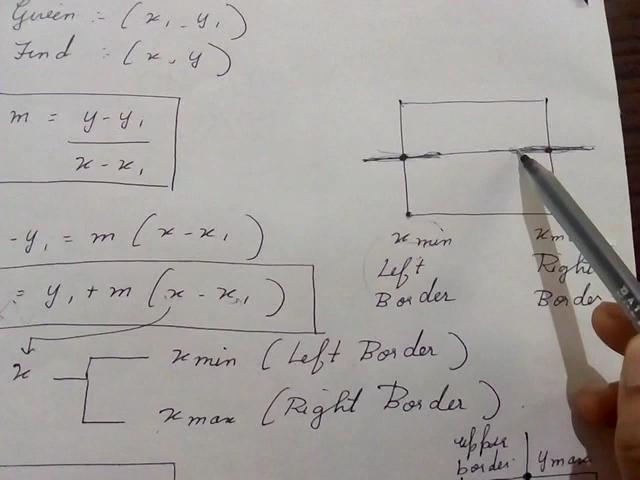 Given :- (x₁, y₁)
Find :- (x, y)
m = y - y₁ / x - x₁
- y₁ = m (x - x₁)
= y₁ + m (x - x₁)
x
xmin (Left Border)
xmax (Right Border)
xmin
Left
Border
Right
Border
upper
border
ymax